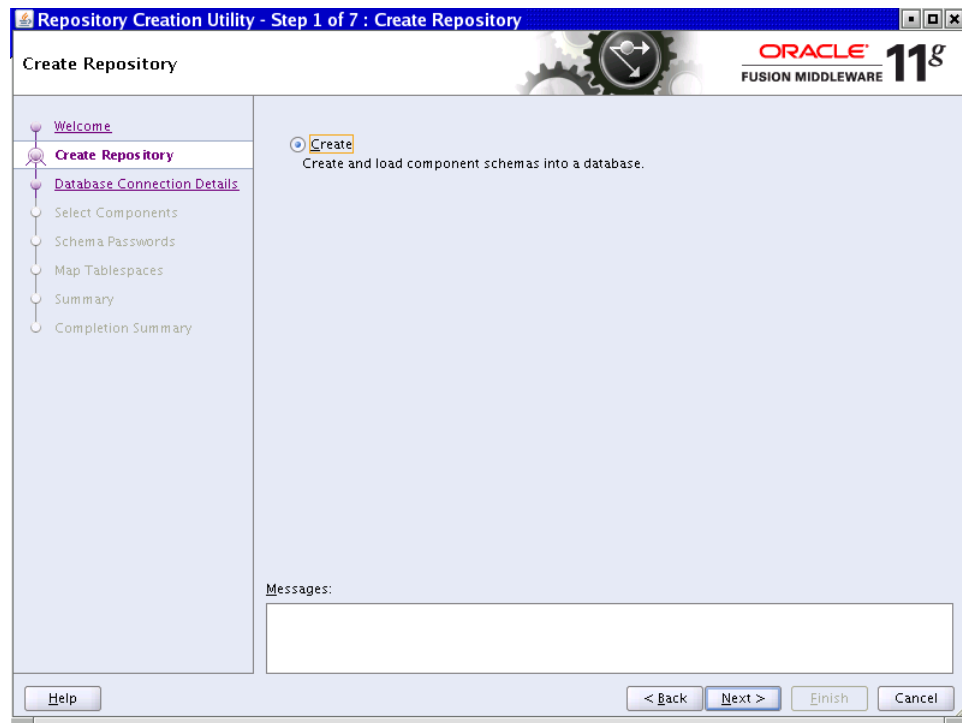 Repository Creation Utility - Step 1 of 7 : Create Repository
Create Repository
ORACLE
FUSION MIDDLEWARE
11g
Welcome
Create Repository
Database Connection Details
Select Components
Schema Passwords
Map Tablespaces
Summary
Completion Summary
Create
Create and load component schemas into a database.
Messages:
Help
< Back
Next >
Finish
Cancel